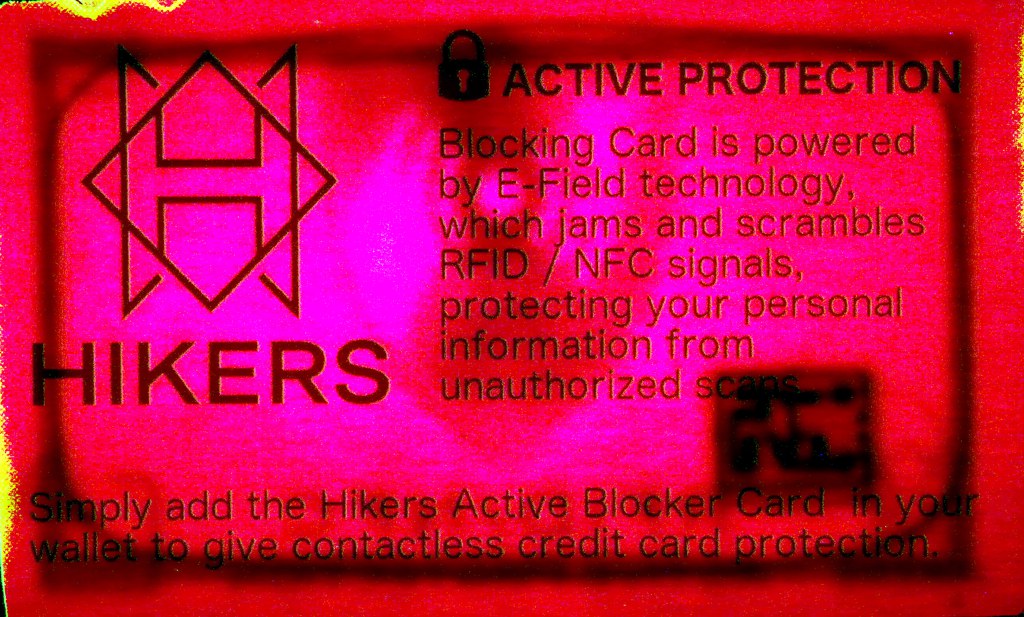 HIKERS
ACTIVE PROTECTION
Blocking Card is powered
by E-Field technology,
which jams and scrambles
RFID / NFC signals,
protecting your personal
information from
unauthorized scans.
Simply add the Hikers Active Blocker Card in your
wallet to give contactless credit card protection.